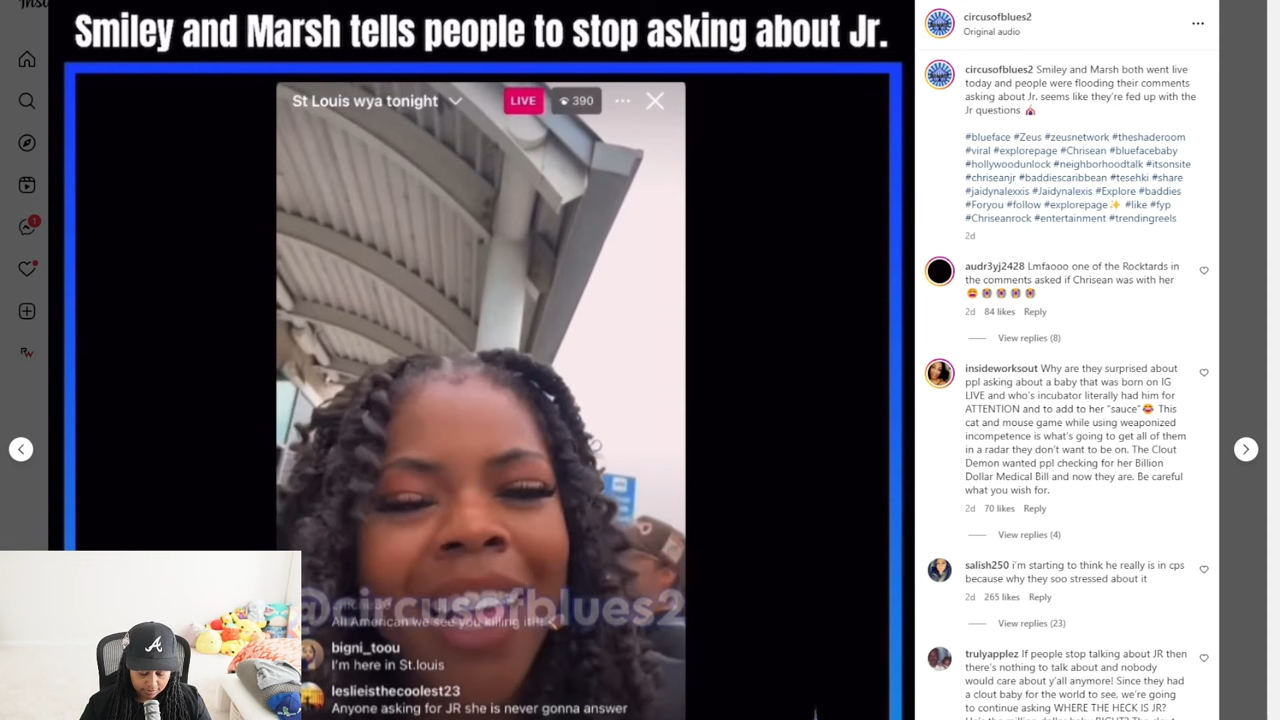 Smiley and Marsh tells people to stop asking about Jr.
St Louis wya tonight
LIVE
390
@circusofblues2
All American we see you killing it!!
bigni_toou
I'm here in St.louis
leslieisthecoolest23
Anyone asking for JR she is never gonna answer
A
1
RW
circusofblues2
Original audio
circusofblues2 Smiley and Marsh both went live
today and people were flooding their comments
asking about Jr. seems like they're fed up with the
Jr questions 🎪
#blueface #Zeus #zeusnetwork #theshaderoom
#viral #explorepage #Chrisean #bluefacebaby
#hollywoodunlock #neighborhoodtalk #itsonsite
#chriseanjr #baddiescaribbean #tesehki #share
#jaidynalexxis #Jaidynalexis #Explore #baddies
#Foryou #follow #explorepage✨ #like #fyp
#Chriseanrock #entertainment #trendingreels
2d
audr3yj2428 Lmfaooo one of the Rocktards in
the comments asked if Chrisean was with her
2d 84 likes Reply
View replies (8)
insideworksout Why are they surprised about
ppl asking about a baby that was born on IG
LIVE and who's incubator literally had him for
ATTENTION and to add to her "sauce"😂 This
cat and mouse game while using weaponized
incompetence is what's going to get all of them
in a radar they don't want to be on. The Clout
Demon wanted ppl checking for her Billion
Dollar Medical Bill and now they are. Be careful
what you wish for.
2d 70 likes Reply
View replies (4)
salish250 i'm starting to think he really is in cps
because why they soo stressed about it
2d 265 likes Reply
View replies (23)
trulyapplez If people stop talking about JR then
there's nothing to talk about and nobody
would care about y'all anymore! Since they had
a clout baby for the world to see, we're going
to continue asking WHERE THE HECK IS JR?